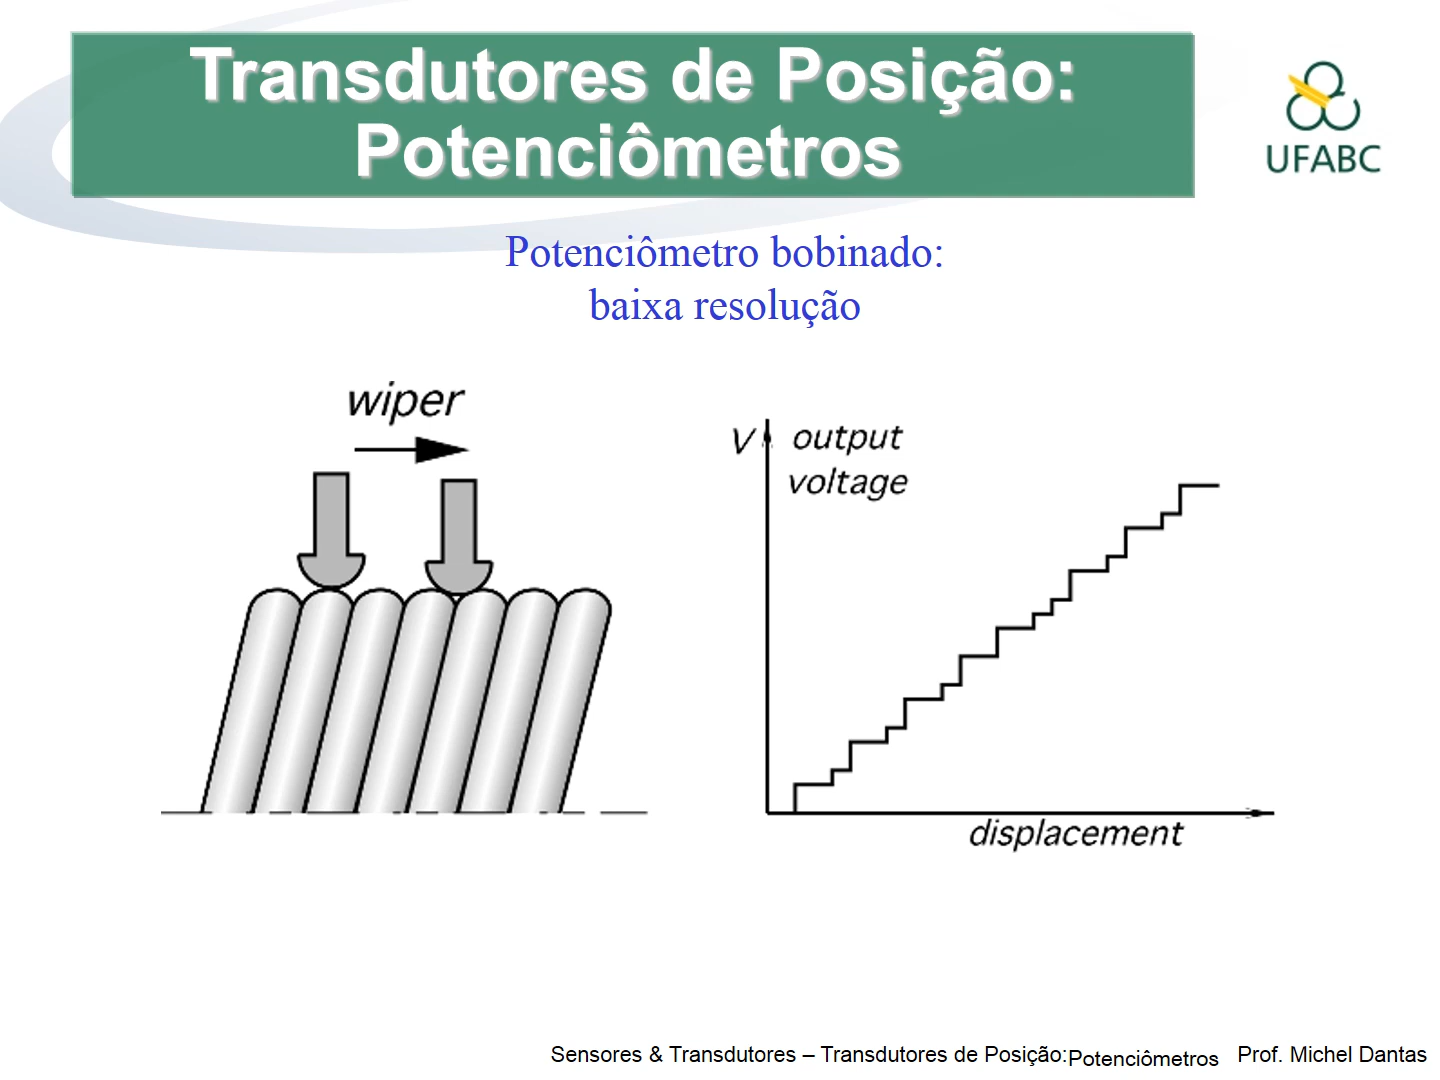 Transdutores de Posição:
Potenciômetros
UFABC
Potenciômetro bobinado:
baixa resolução
wiper
V output
voltage
displacement
Sensores & Transdutores – Transdutores de Posição:Potenciômetros Prof. Michel Dantas